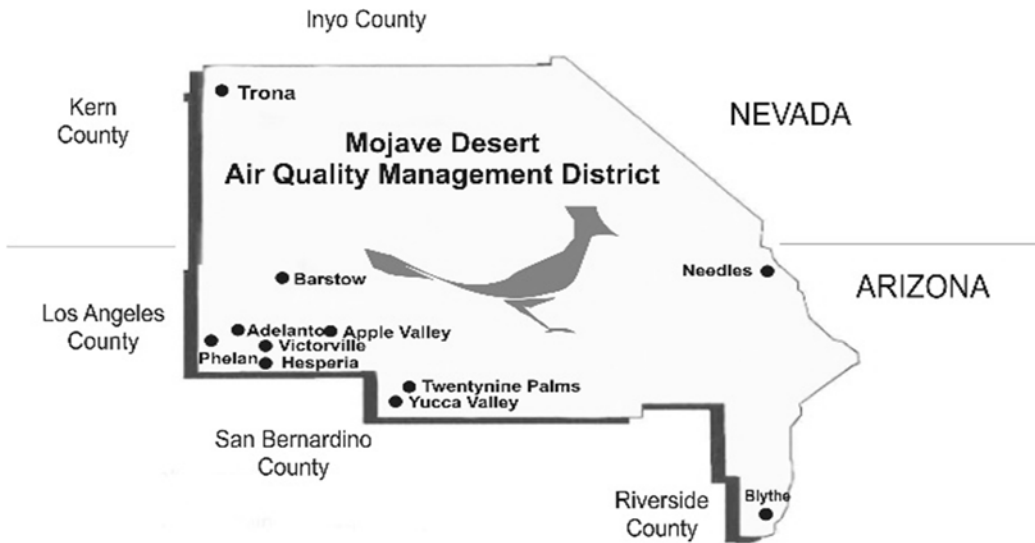 Inyo County
Kern
County
Trona
NEVADA
Mojave Desert
Air Quality Management District
Barstow
Needles
ARIZONA
Los Angeles
County
Adelanto
Apple Valley
Victorville
Phelan
Hesperia
Twentynine Palms
Yucca Valley
San Bernardino
County
Riverside
County
Blythe